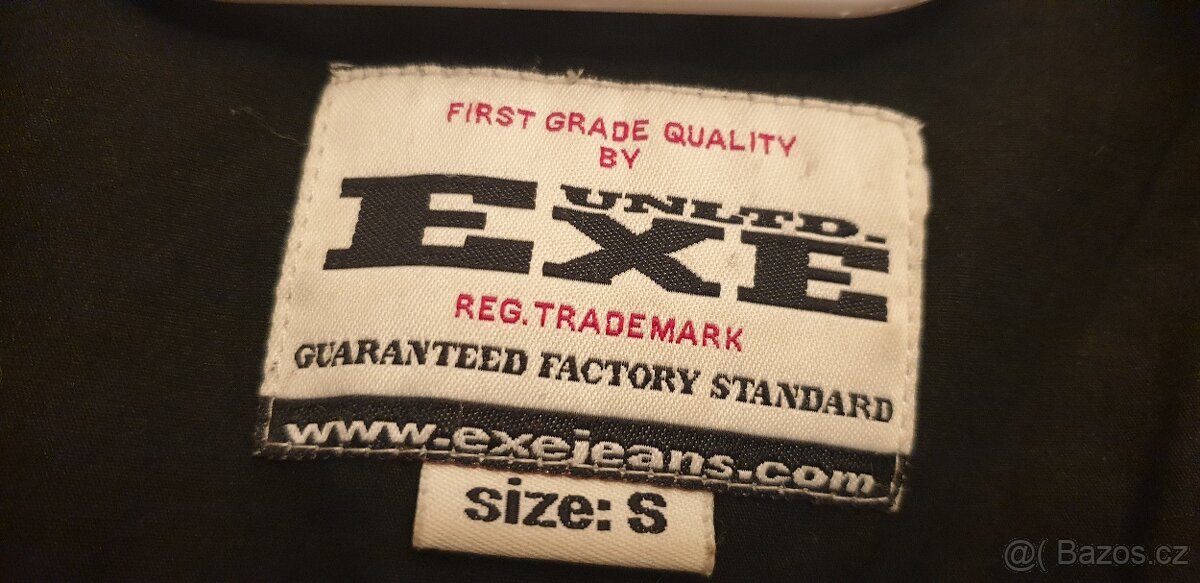 FIRST GRADE QUALITY
BY
UNLTD.
EXE
REG. TRADEMARK
GUARANTEED FACTORY STANDARD
www.exejeans.com
size: S
@( Bazos.cz